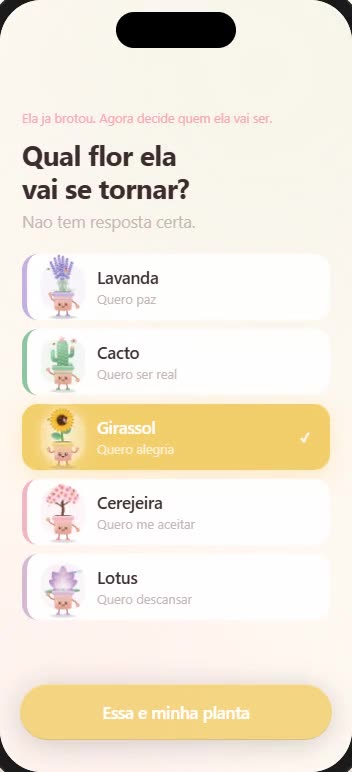 Ela ja brotou. Agora decide quem ela vai ser.
Qual flor ela
vai se tornar?
Nao tem resposta certa.
Lavanda
Quero paz
Cacto
Quero ser real
Girassol
Quero alegria
Cerejeira
Quero me aceitar
Lotus
Quero descansar
Essa e minha planta